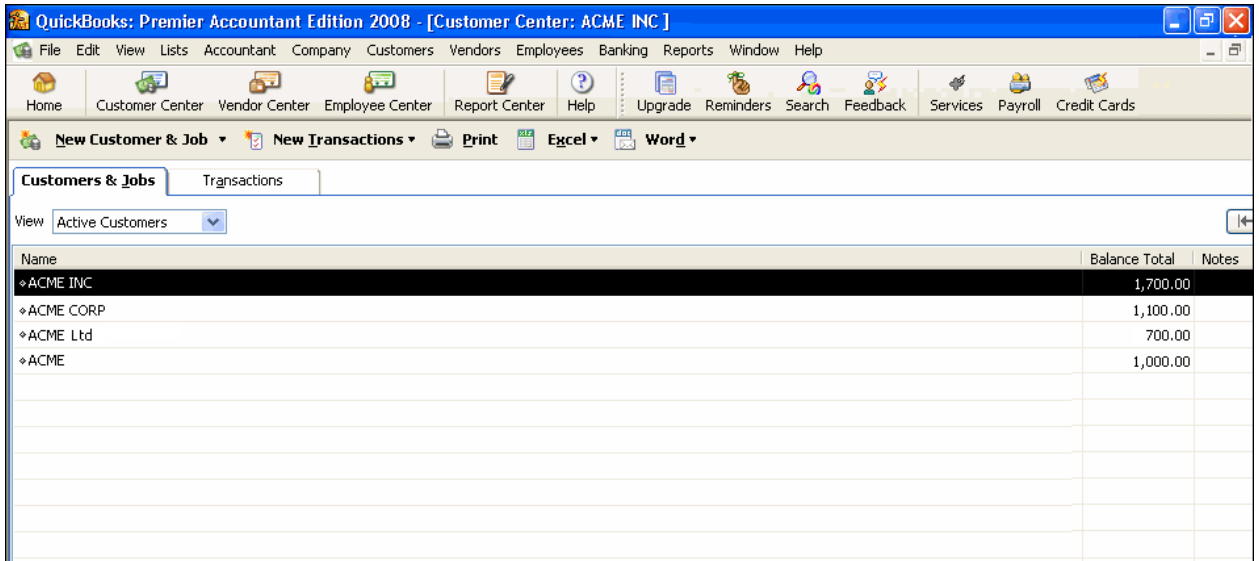 QuickBooks: Premier Accountant Edition 2008 - [Customer Center: ACME INC ]
File Edit View Lists Accountant Company Customers Vendors Employees Banking Reports Window Help
Home Customer Center Vendor Center Employee Center Report Center Help Upgrade Reminders Search Feedback Services Payroll Credit Cards
New Customer & Job New Transactions Print Excel Word
Customers & Jobs Transactions
View Active Customers
Name Balance Total Notes
ACME INC 1,700.00
ACME CORP 1,100.00
ACME Ltd 700.00
ACME 1,000.00